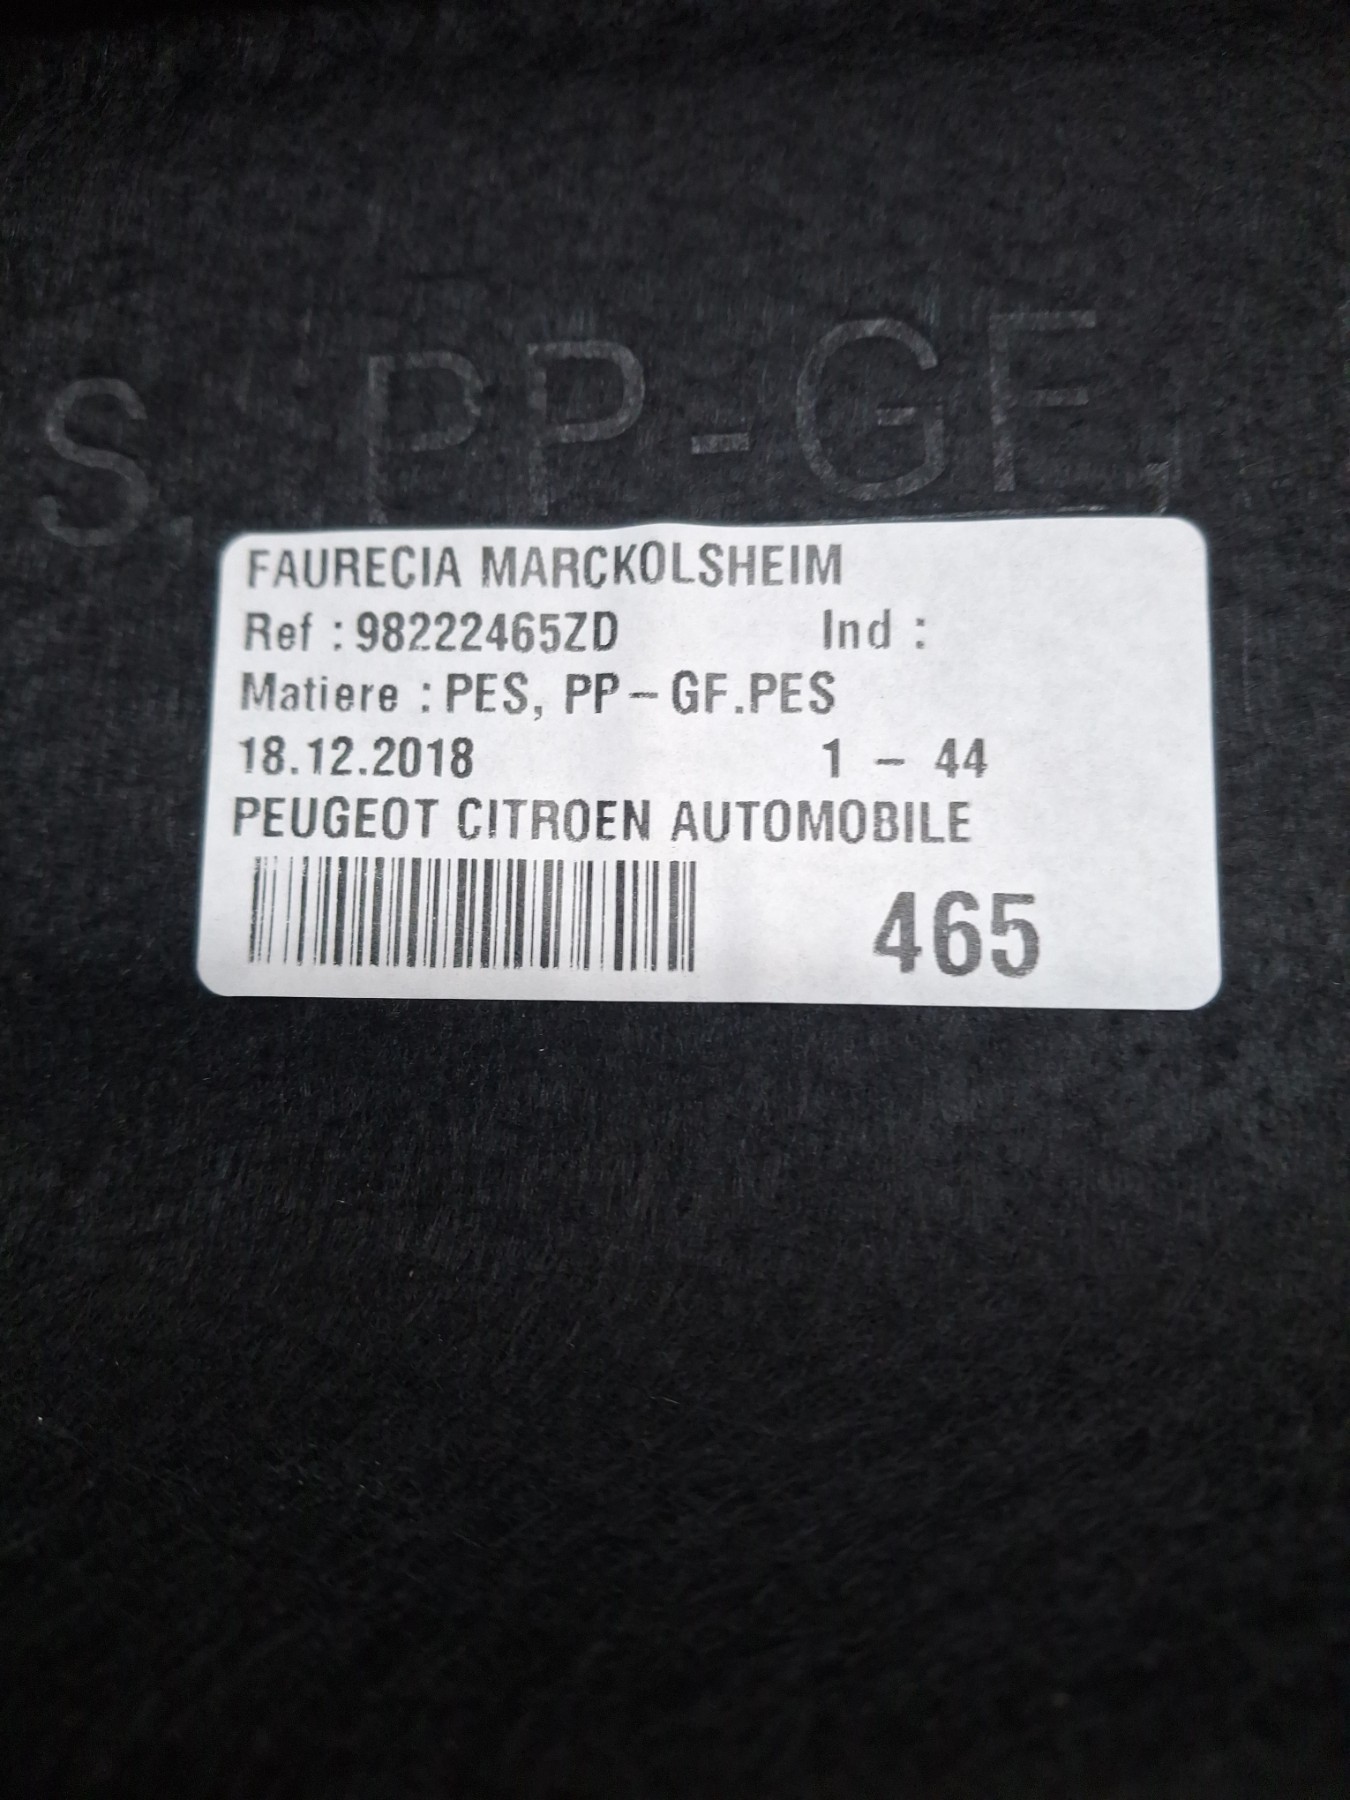 S, PP-GF,
FAURECIA MARCKOLSHEIM
Ref : 98222465ZD Ind :
Matiere : PES, PP-GF.PES
18.12.2018 1 - 44
PEUGEOT CITROEN AUTOMOBILE
465